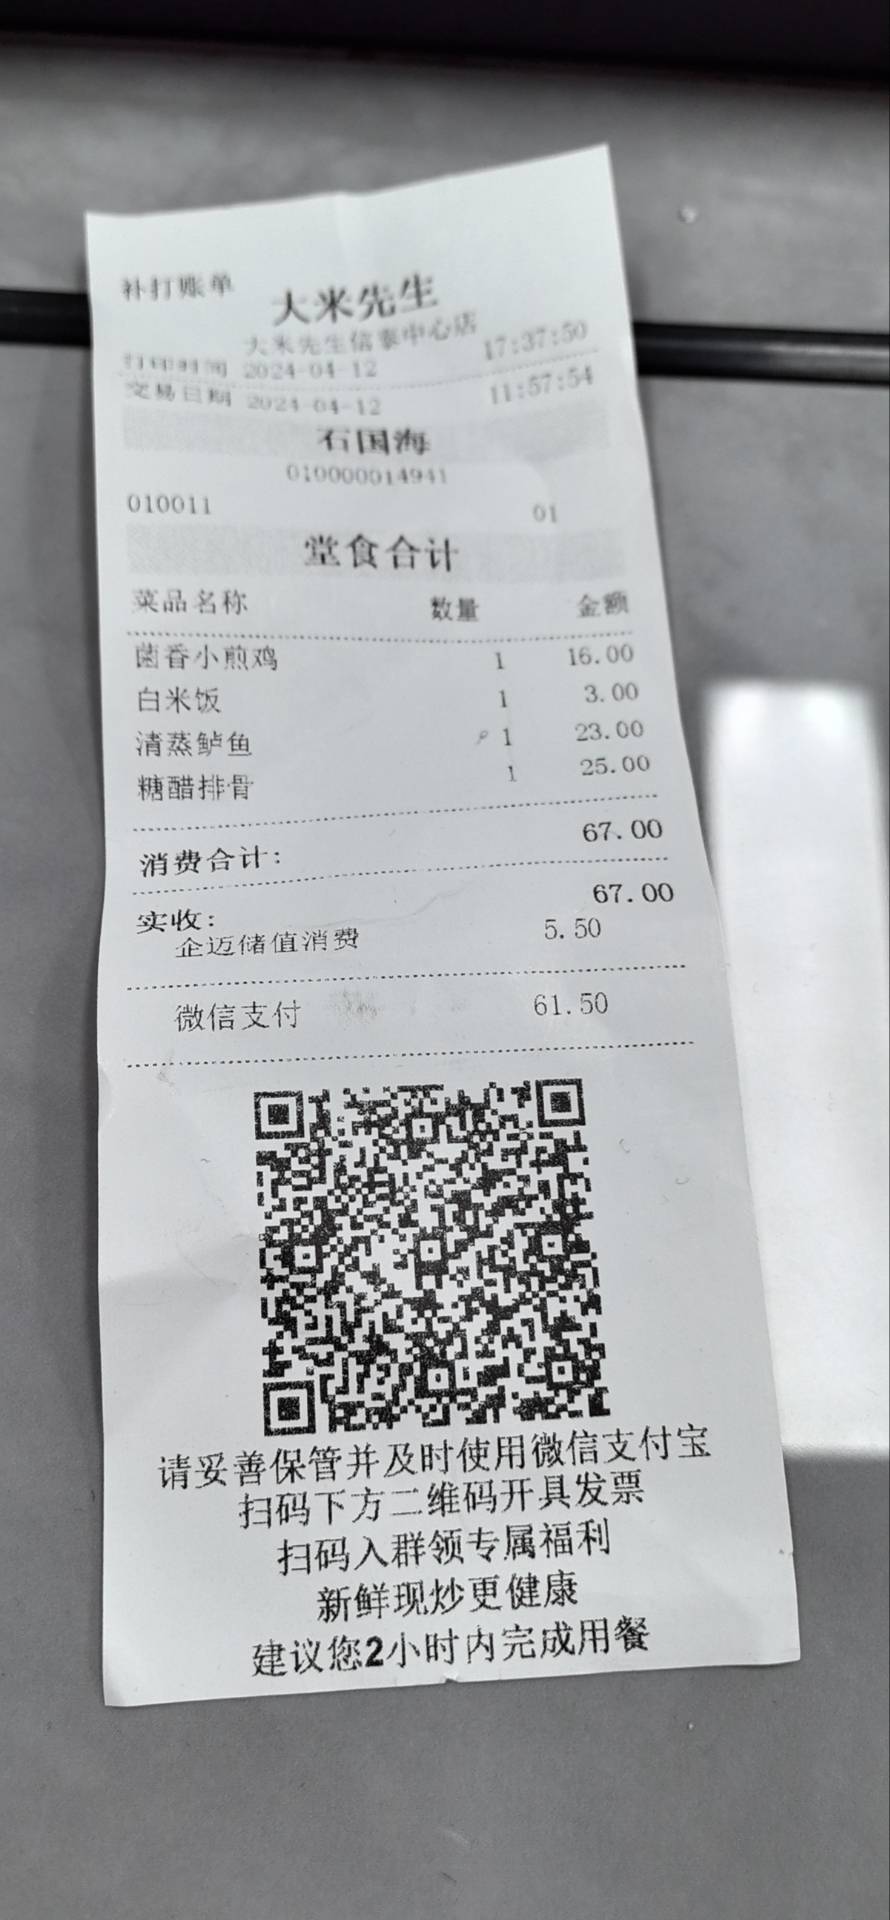 补打账单
大米先生
大米先生信泰中心店
打印时间 2024-04-12 17:37:50
交易日期 2024-04-12 11:57:54
石国海
010000014941
010011 01
堂食合计
菜品名称 数量 金额
菌香小煎鸡 1 16.00
白米饭 1 3.00
清蒸鲈鱼 1 23.00
糖醋排骨 1 25.00
消费合计: 67.00
实收: 67.00
企迈储值消费 5.50
微信支付 61.50
请妥善保管并及时使用微信支付宝
扫码下方二维码开具发票
扫码入群领专属福利
新鲜现炒更健康
建议您2小时内完成用餐